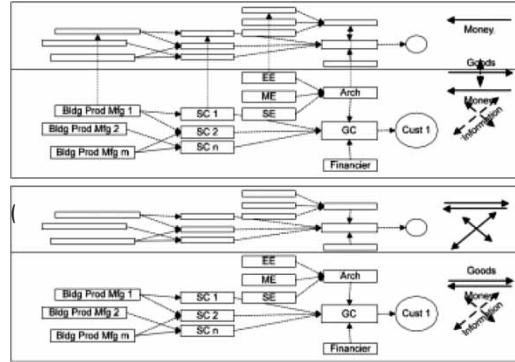 Money
Goods
EE
Money
ME
Arch
Information
Bldg Prod Mfg 1
SC 1
SE
Bldg Prod Mfg 2
SC 2
GC
Cust 1
Bldg Prod Mfg m
SC n
Financier
(
EE
Goods
ME
Arch
Money
Bldg Prod Mfg 1
SC 1
SE
Information
Bldg Prod Mfg 2
SC 2
GC
Cust 1
Bldg Prod Mfg m
SC n
Financier